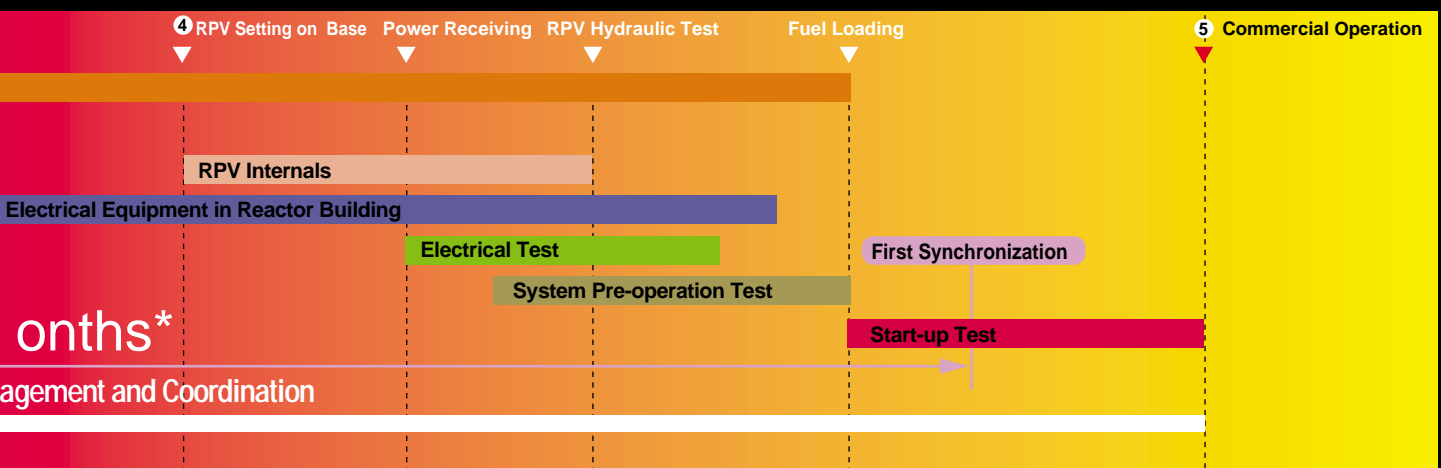 4 RPV Setting on Base Power Receiving RPV Hydraulic Test Fuel Loading 5 Commercial Operation
RPV Internals
Electrical Equipment in Reactor Building
Electrical Test First Synchronization
System Pre-operation Test
onths*
Start-up Test
agement and Coordination